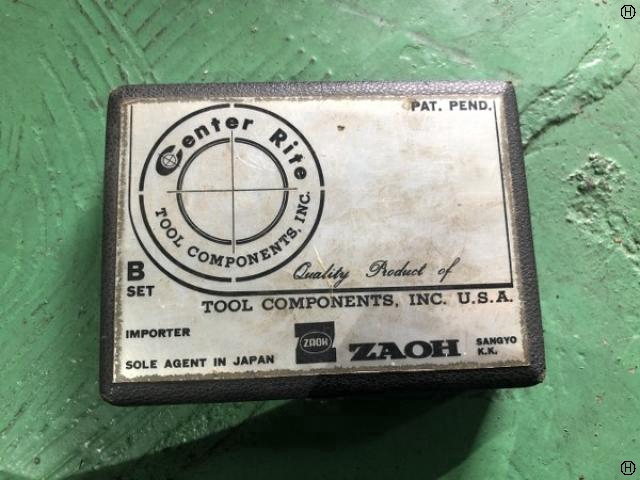 PAT. PEND.
Center Rite
TOOL COMPONENTS, INC.
Quality Product of
B
SET
TOOL COMPONENTS, INC. U.S.A.
IMPORTER
SOLE AGENT IN JAPAN
ZAOH
ZAOH
SANGYO
K.K.
H
H